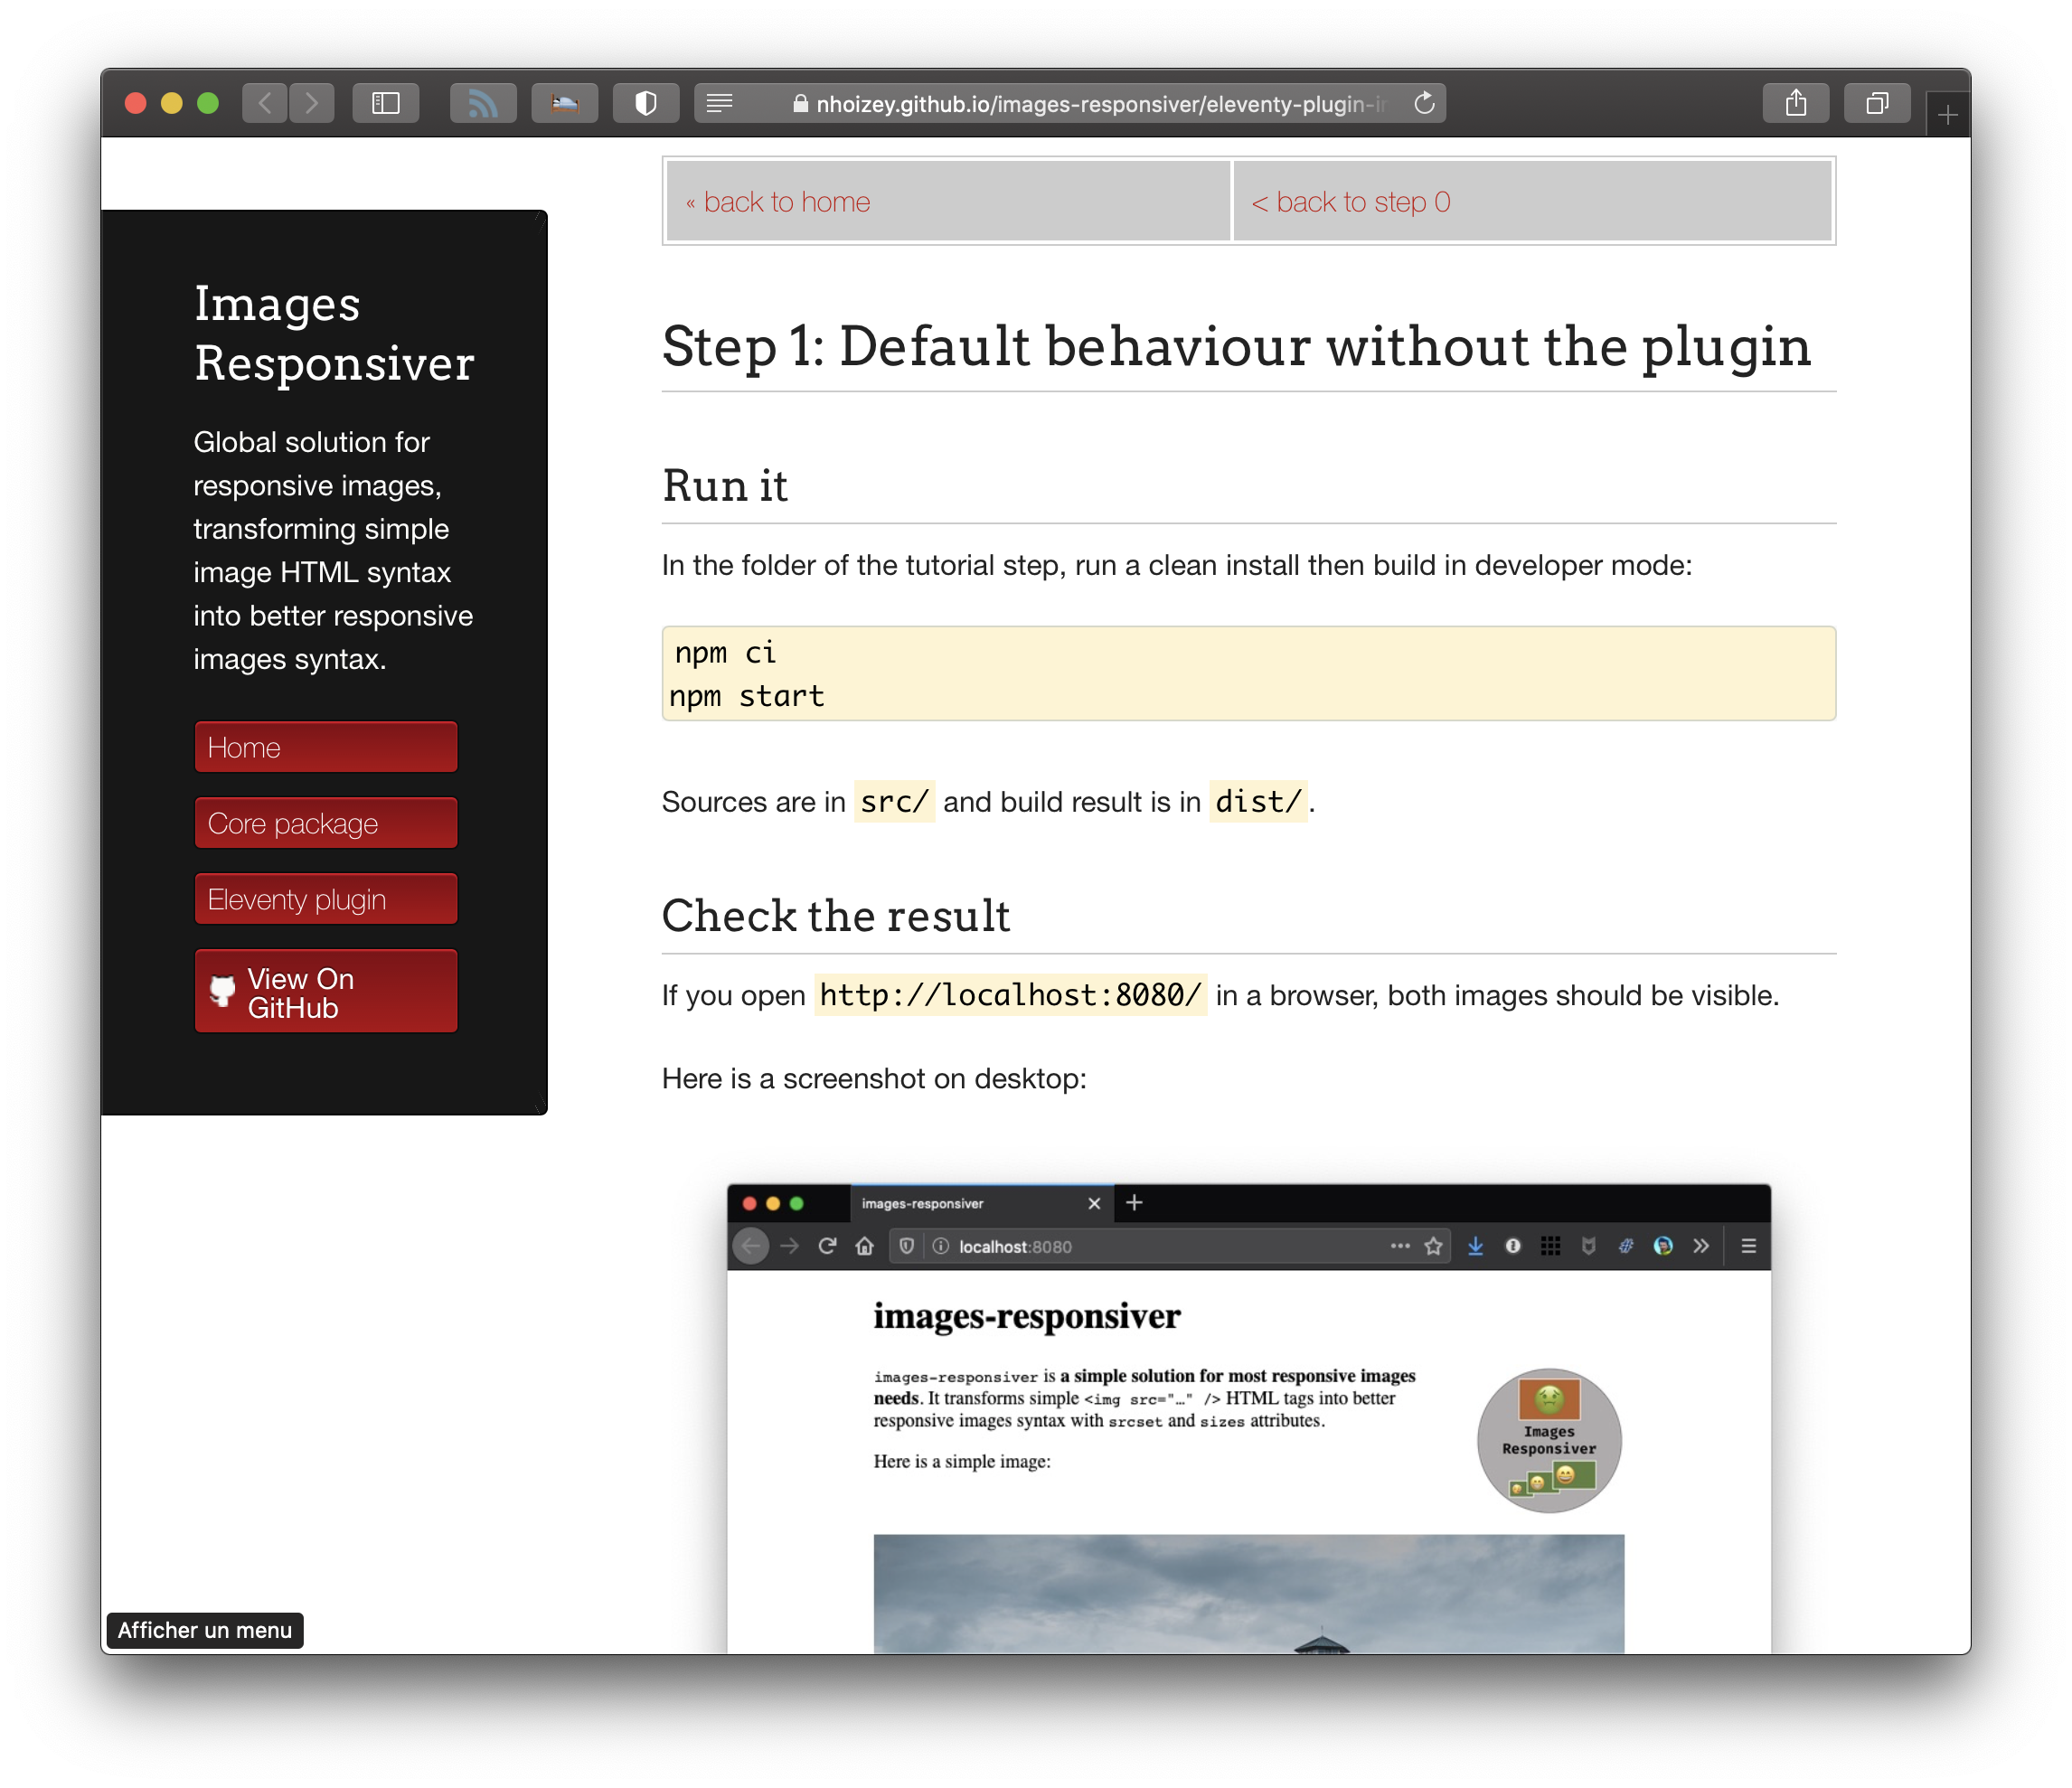 nhoizey.github.io/images-responsiver/eleventy-plugin-i
« back to home
< back to step 0
Images
Responsiver
Global solution for
responsive images,
transforming simple
image HTML syntax
into better responsive
images syntax.
Home
Core package
Eleventy plugin
View On
GitHub
Step 1: Default behaviour without the plugin
Run it
In the folder of the tutorial step, run a clean install then build in developer mode:
npm ci
npm start
Sources are in src/ and build result is in dist/.
Check the result
If you open http://localhost:8080/ in a browser, both images should be visible.
Here is a screenshot on desktop:
images-responsiver
localhost:8080
images-responsiver
images-responsiver is a simple solution for most responsive images
needs. It transforms simple <img src="…" /> HTML tags into better
responsive images syntax with srcset and sizes attributes.
Here is a simple image:
Images
Responsiver
Afficher un menu